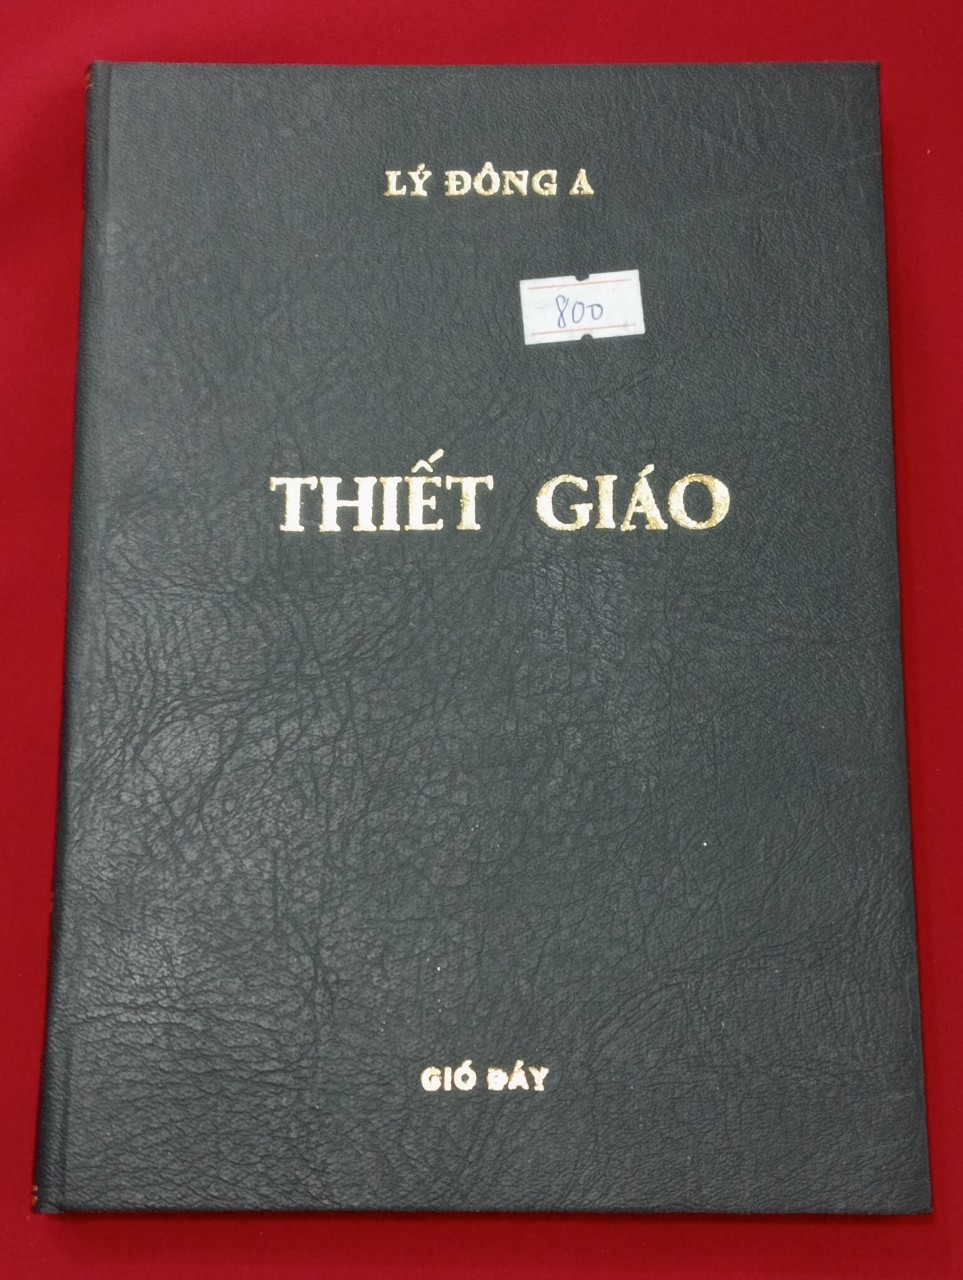 LÝ ĐÔNG A
800
THIẾT GIÁO
GIÓ ĐÁY